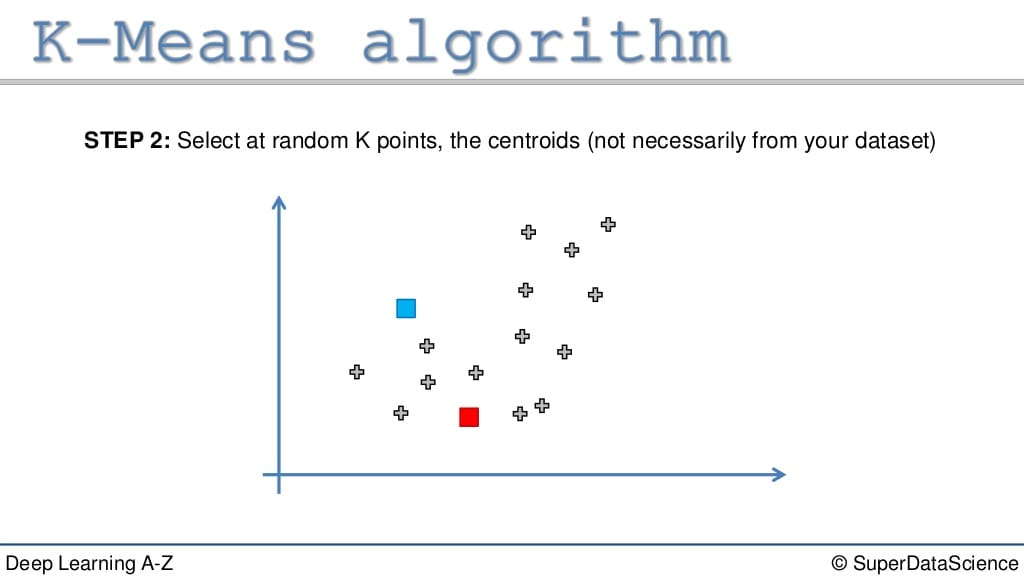 K-Means algorithm
STEP 2: Select at random K points, the centroids (not necessarily from your dataset)
Deep Learning A-Z
© SuperDataScience